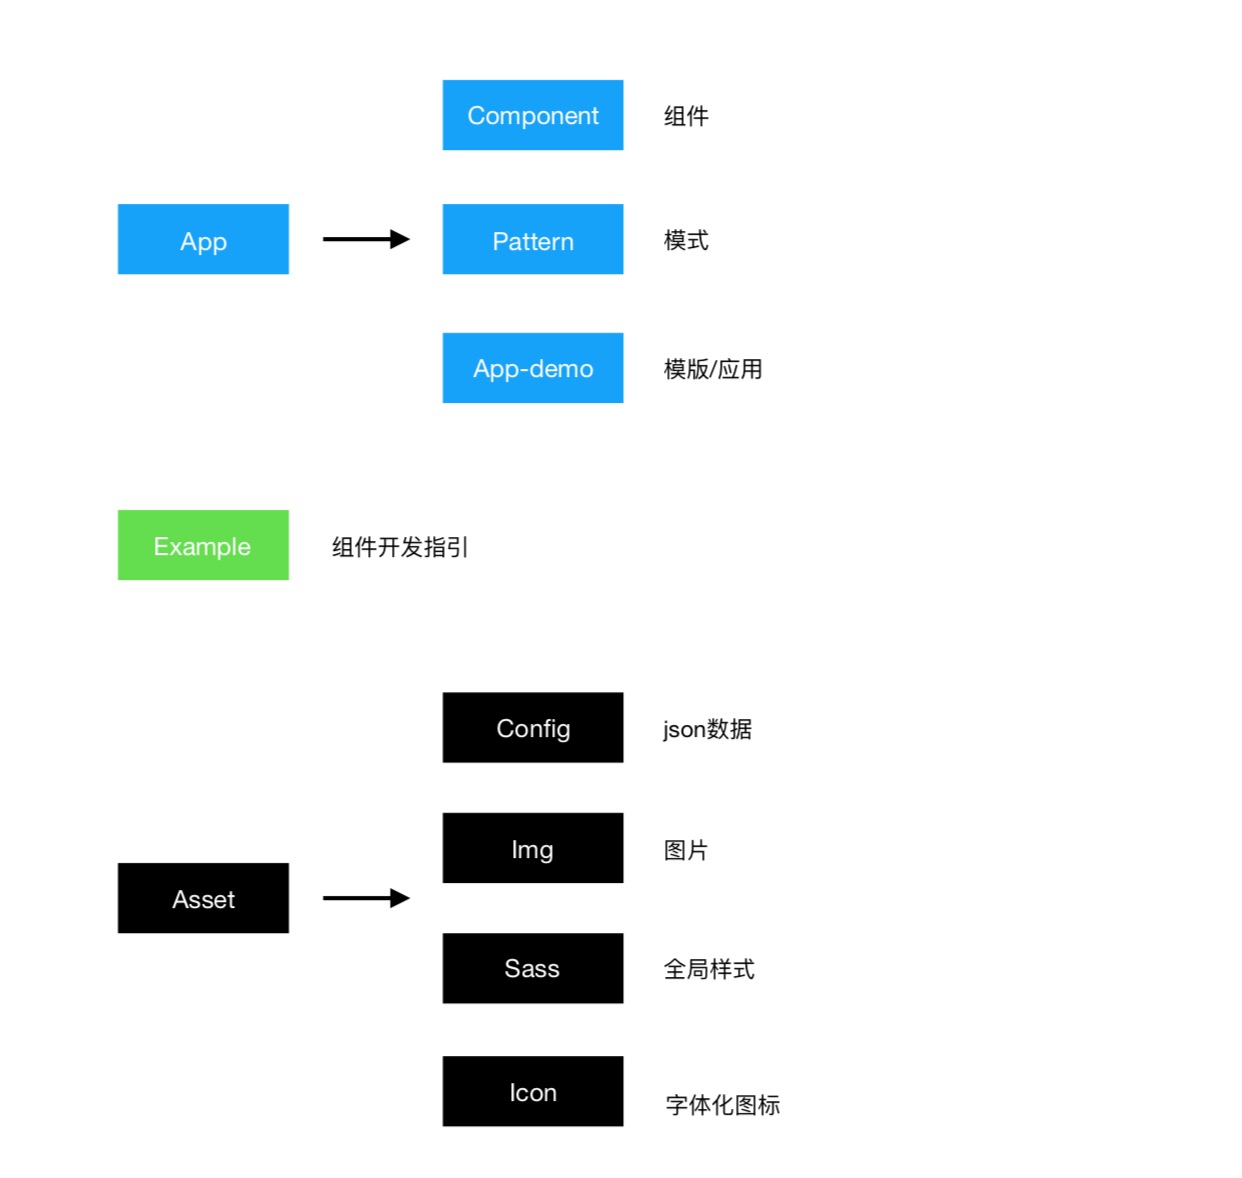 Component 组件
App
Pattern 模式
App-demo 模版/应用
Example 组件开发指引
Config json数据
Img 图片
Asset
Sass 全局样式
Icon 字体化图标